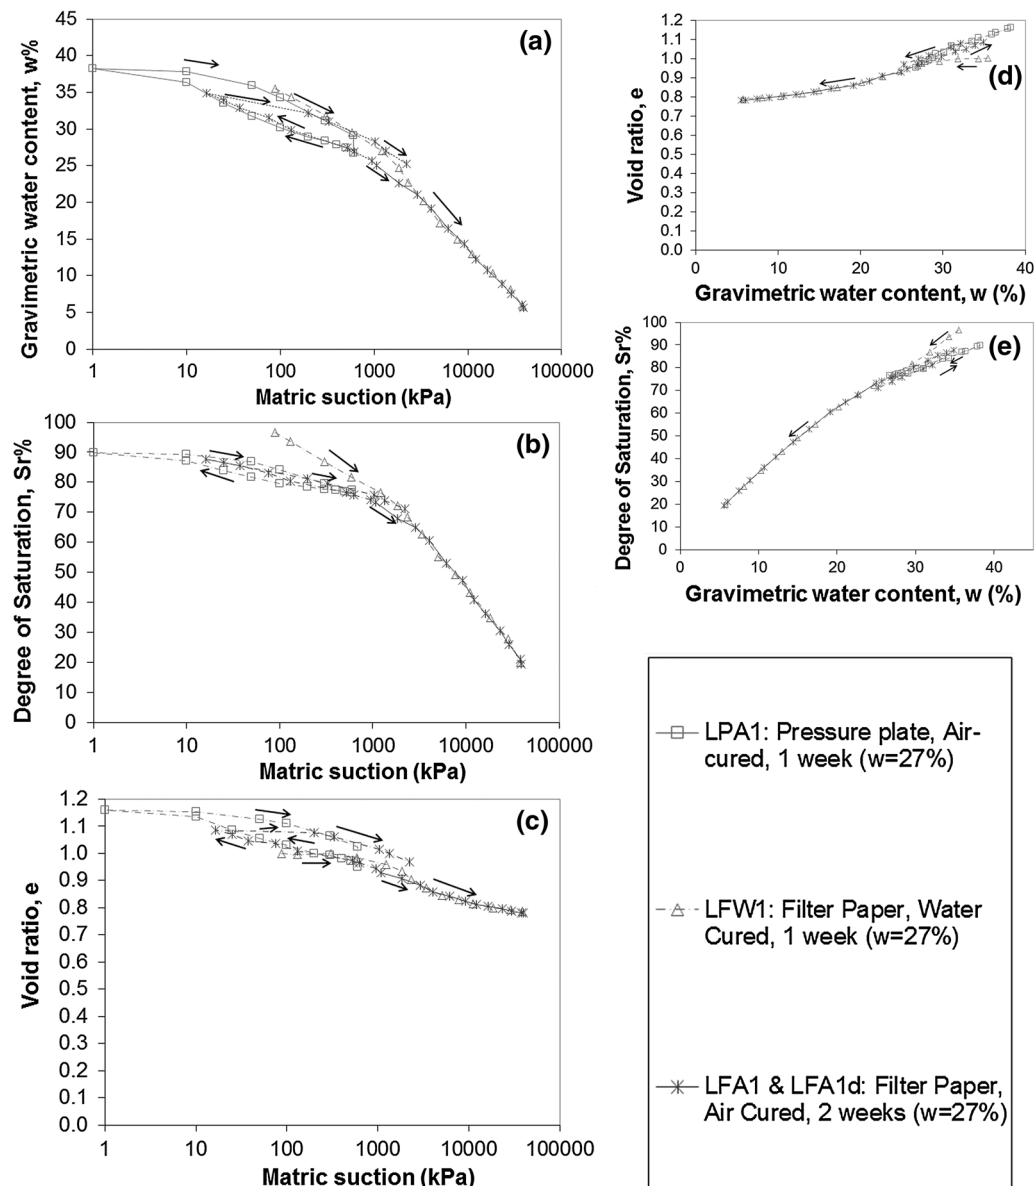 (a)
Gravimetric water content, w%
45
40
35
30
25
20
15
10
5
0
1 10 100 1000 10000 100000
Matric suction (kPa)
(b)
Degree of Saturation, Sr%
100
90
80
70
60
50
40
30
20
10
0
1 10 100 1000 10000 100000
Matric suction (kPa)
(c)
Void ratio, e
1.2
1.1
1.0
0.9
0.8
0.7
0.6
0.5
0.4
0.3
0.2
0.1
0.0
1 10 100 1000 10000 100000
Matric suction (kPa)
(d)
Void ratio, e
1.2
1.1
1.0
0.9
0.8
0.7
0.6
0.5
0.4
0.3
0.2
0.1
0.0
0 10 20 30 40
Gravimetric water content, w (%)
(e)
Degree of Saturation, Sr%
100
90
80
70
60
50
40
30
20
10
0
0 10 20 30 40
Gravimetric water content, w (%)
LPA1: Pressure plate, Air-
cured, 1 week (w=27%)
LFW1: Filter Paper, Water
Cured, 1 week (w=27%)
LFA1 & LFA1d: Filter Paper,
Air Cured, 2 weeks (w=27%)